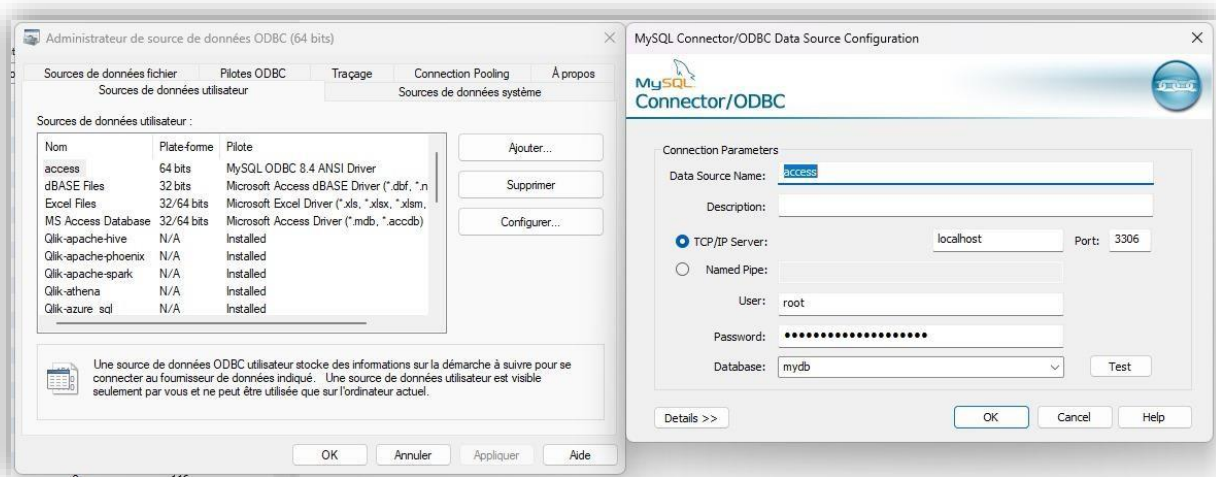 Administrateur de source de données ODBC (64 bits)
Sources de données fichier Pilotes ODBC Traçage Connection Pooling À propos
Sources de données utilisateur Sources de données système
Sources de données utilisateur :
Nom Plate-forme Pilote
access 64 bits MySQL ODBC 8.4 ANSI Driver
dBASE Files 32 bits Microsoft Access dBASE Driver (*.dbf, *.n
Excel Files 32/64 bits Microsoft Excel Driver (*.xls, *.xlsx, *.xlsm,
MS Access Database 32/64 bits Microsoft Access Driver (*.mdb, *.accdb)
Qlik-apache-hive N/A Installed
Qlik-apache-phoenix N/A Installed
Qlik-apache-spark N/A Installed
Qlik-athena N/A Installed
Qlik-azure_sql N/A Installed
Ajouter...
Supprimer
Configurer...
Une source de données ODBC utilisateur stocke des informations sur la démarche à suivre pour se
connecter au fournisseur de données indiqué. Une source de données utilisateur est visible
seulement par vous et ne peut être utilisée que sur l'ordinateur actuel.
OK Annuler Appliquer Aide
MySQL Connector/ODBC Data Source Configuration
MySQL
Connector/ODBC
Connection Parameters
Data Source Name: access
Description:
TCP/IP Server: localhost Port: 3306
Named Pipe:
User: root
Password: ••••••••••••••••••••
Database: mydb Test
Details >> OK Cancel Help